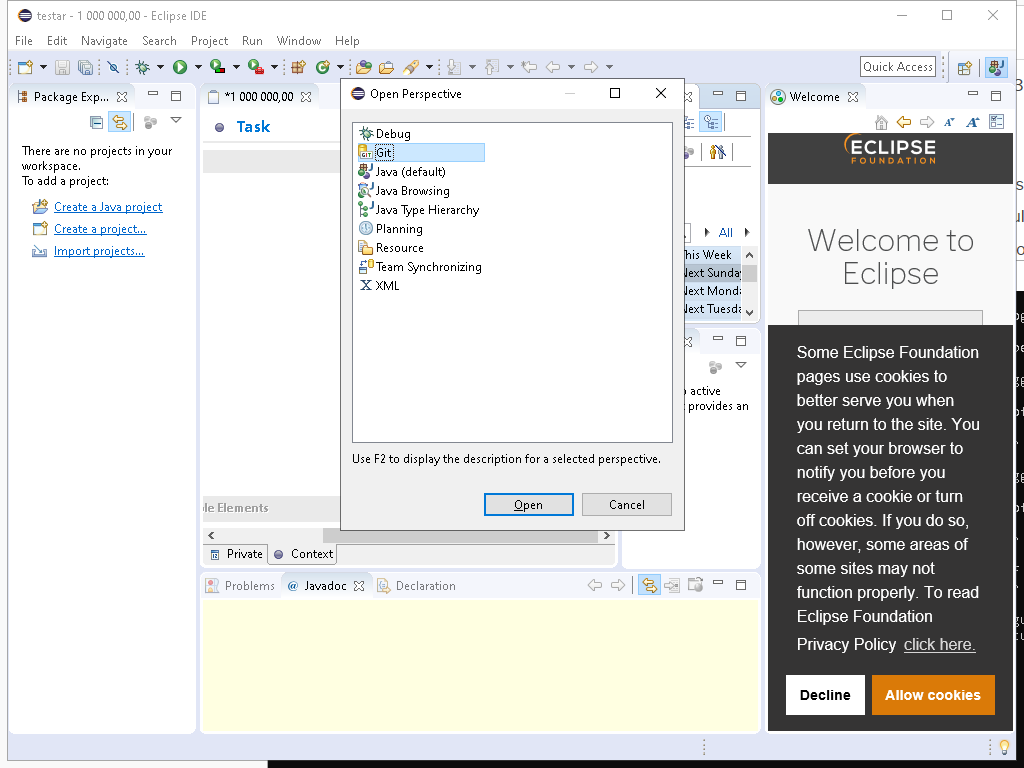 testar - 1 000 000,00 - Eclipse IDE
File Edit Navigate Search Project Run Window Help
Quick Access
Package Exp...
*1 000 000,00
Welcome
Task
There are no projects in your
workspace.
To add a project:
Create a Java project
Create a project...
Import projects...
Open Perspective
Debug
Git
Java (default)
Java Browsing
Java Type Hierarchy
Planning
Resource
Team Synchronizing
XML
Use F2 to display the description for a selected perspective.
Open Cancel
All
his Week
Next Sunday
Next Monda
Next Tuesda
active
provides an
le Elements
Private Context
Problems @ Javadoc Declaration
ECLIPSE
FOUNDATION
Welcome to
Eclipse
Some Eclipse Foundation
pages use cookies to
better serve you when
you return to the site. You
can set your browser to
notify you before you
receive a cookie or turn
off cookies. If you do so,
however, some areas of
some sites may not
function properly. To read
Eclipse Foundation
Privacy Policy click here.
Decline Allow cookies